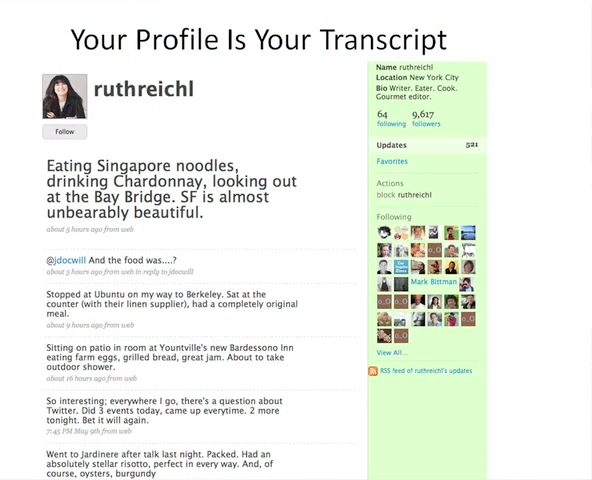 Your Profile Is Your Transcript
ruthreichl
Follow
Eating Singapore noodles,
drinking Chardonnay, looking out
at the Bay Bridge. SF is almost
unbearably beautiful.
about 5 hours ago from web
@jdocwill And the food was....?
about 5 hours ago from web in reply to jdocwill
Stopped at Ubuntu on my way to Berkeley. Sat at the
counter (with their linen supplier), had a completely original
meal.
about 9 hours ago from web
Sitting on patio in room at Yountville's new Bardessono Inn
eating farm eggs, grilled bread, great jam. About to take
outdoor shower.
about 16 hours ago from web
So interesting; everywhere I go, there's a question about
Twitter. Did 3 events today, came up everytime. 2 more
tonight. Bet it will again.
7:45 PM May 9th from web
Went to Jardinere after talk last night. Packed. Had an
absolutely stellar risotto, perfect in every way. And, of
course, oysters, burgundy
Name ruthreichl
Location New York City
Bio Writer. Eater. Cook.
Gourmet editor.
64 9,617
following followers
Updates 521
Favorites
Actions
block ruthreichl
Following
Mark Bittman
View All...
RSS feed of ruthreichl's updates